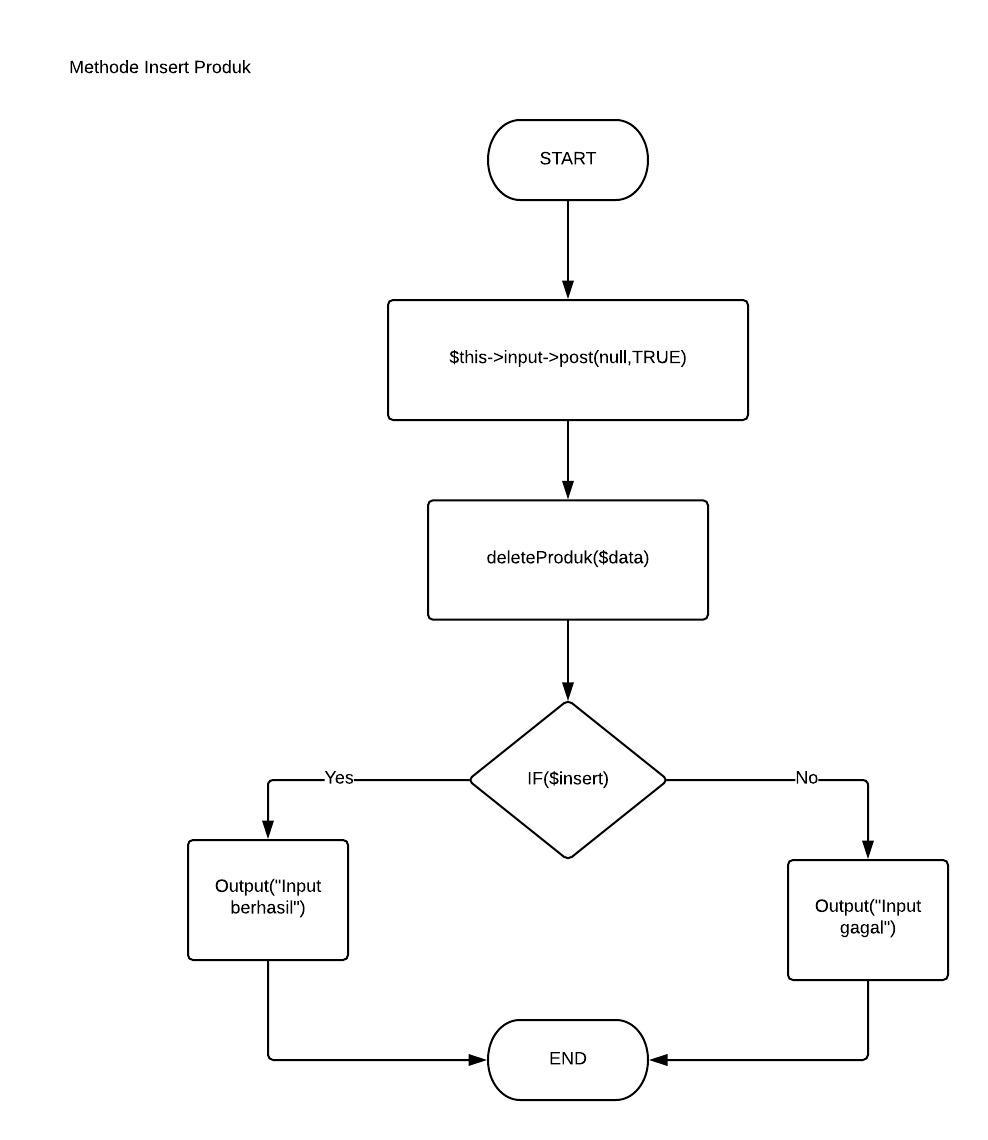 Methode Insert Produk
START
$this->input->post(null,TRUE)
deleteProduk($data)
IF($insert)
Yes
No
Output("Input
berhasil")
Output("Input
gagal")
END